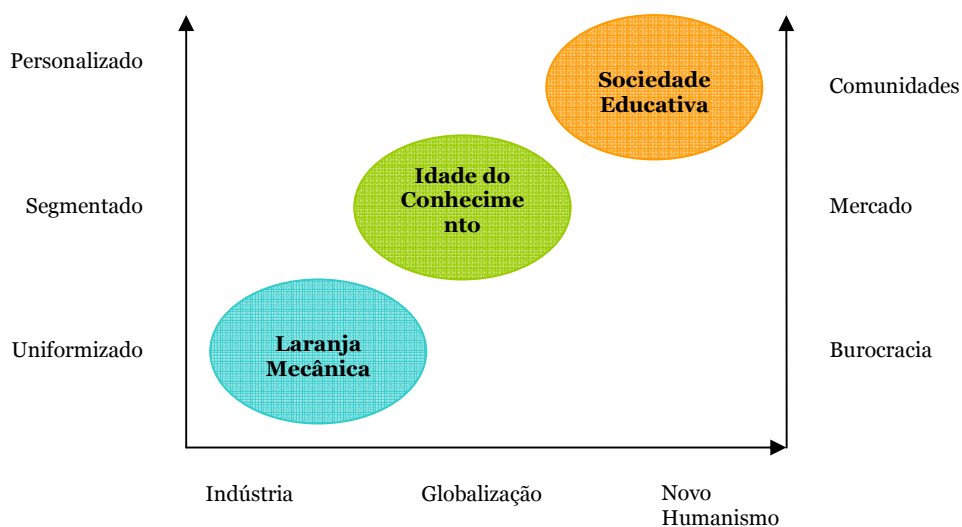 Personalizado
Sociedade
Educativa
Comunidades
Idade do
Conhecime
nto
Segmentado
Mercado
Laranja
Mecânica
Uniformizado
Burocracia
Indústria
Globalização
Novo
Humanismo